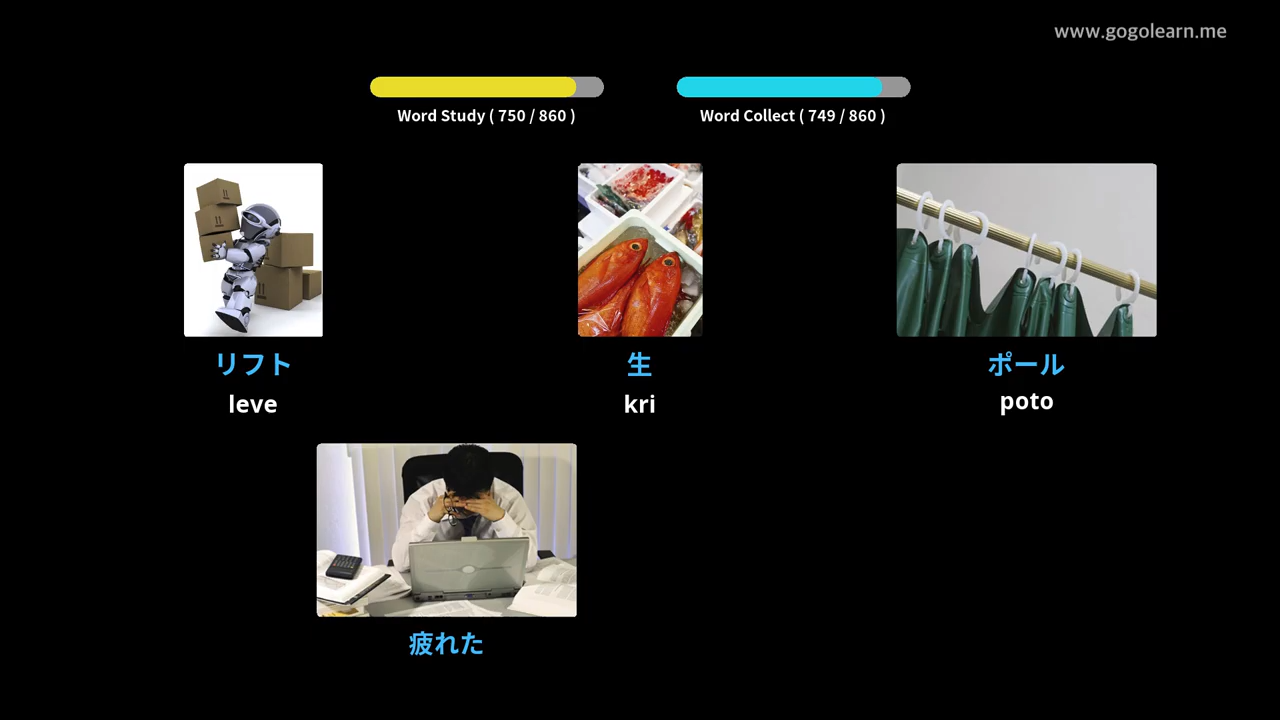 www.gogolearn.me
Word Study ( 750 / 860 )
Word Collect ( 749 / 860 )
リフト
leve
生
kri
ポール
poto
疲れた